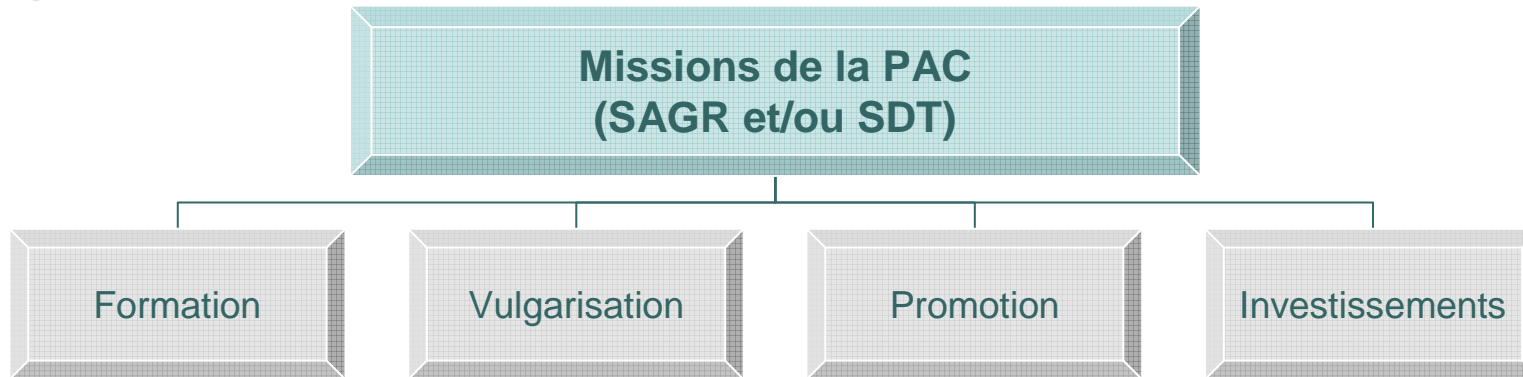 Missions de la PAC
(SAGR et/ou SDT)
Formation
Vulgarisation
Promotion
Investissements